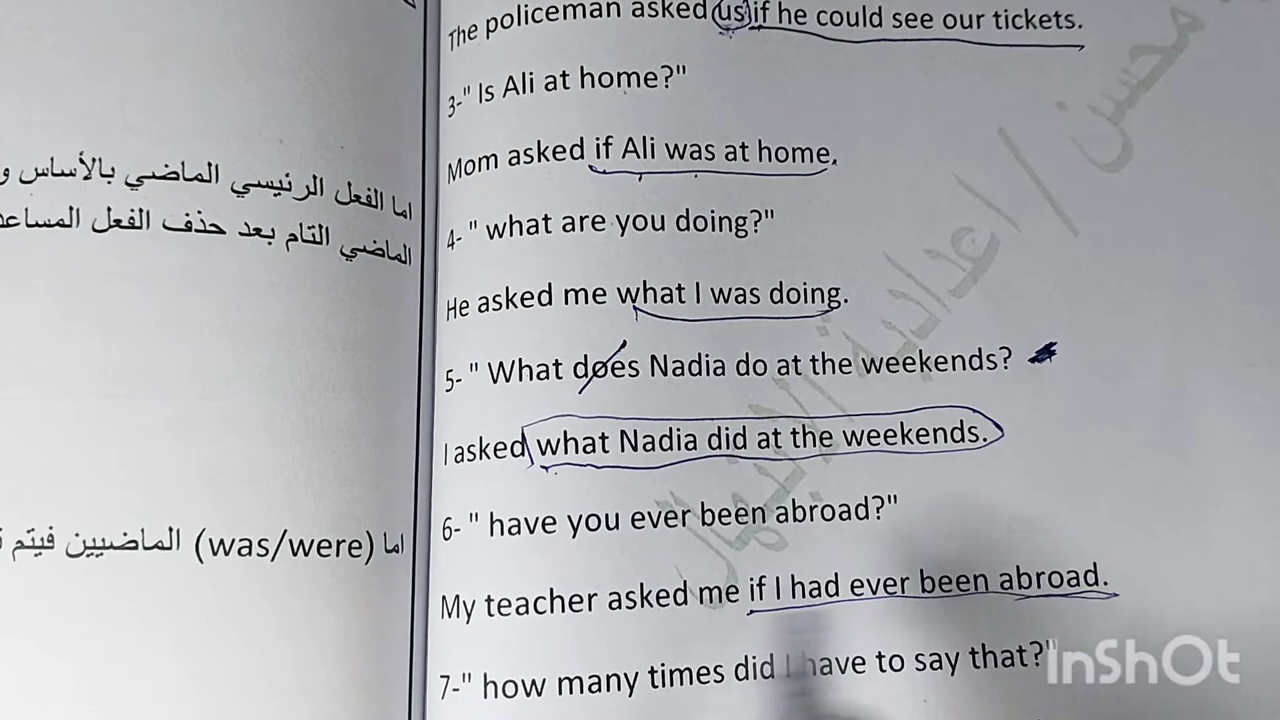 The policeman asked us if he could see our tickets.
3-" Is Ali at home?"
Mom asked if Ali was at home.
4- " what are you doing?"
He asked me what I was doing.
5- " What does Nadia do at the weekends?
I asked what Nadia did at the weekends.
6- " have you ever been abroad?"
My teacher asked me if I had ever been abroad.
7-" how many times did I have to say that?"
اما الفعل الرئيسي الماضي بالأساس و
الماضي التام بعد حذف الفعل المساعد
اما (was/were) الماضيين فيتم
محسن / اعدادية
InShOt